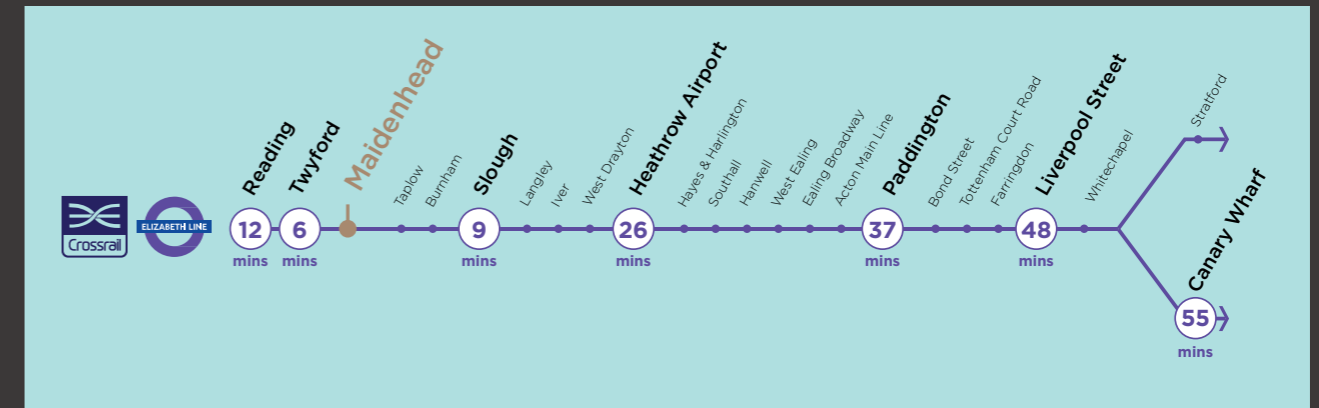 Crossrail
ELIZABETH LINE
Reading
12
mins
Twyford
6
mins
Maidenhead
Taplow
Burnham
Slough
9
mins
Langley
Iver
West Drayton
Heathrow Airport
26
mins
Hayes & Harlington
Southall
Hanwell
West Ealing
Ealing Broadway
Acton Main Line
Paddington
37
mins
Bond Street
Tottenham Court Road
Farringdon
Liverpool Street
48
mins
Whitechapel
Stratford
Canary Wharf
55
mins